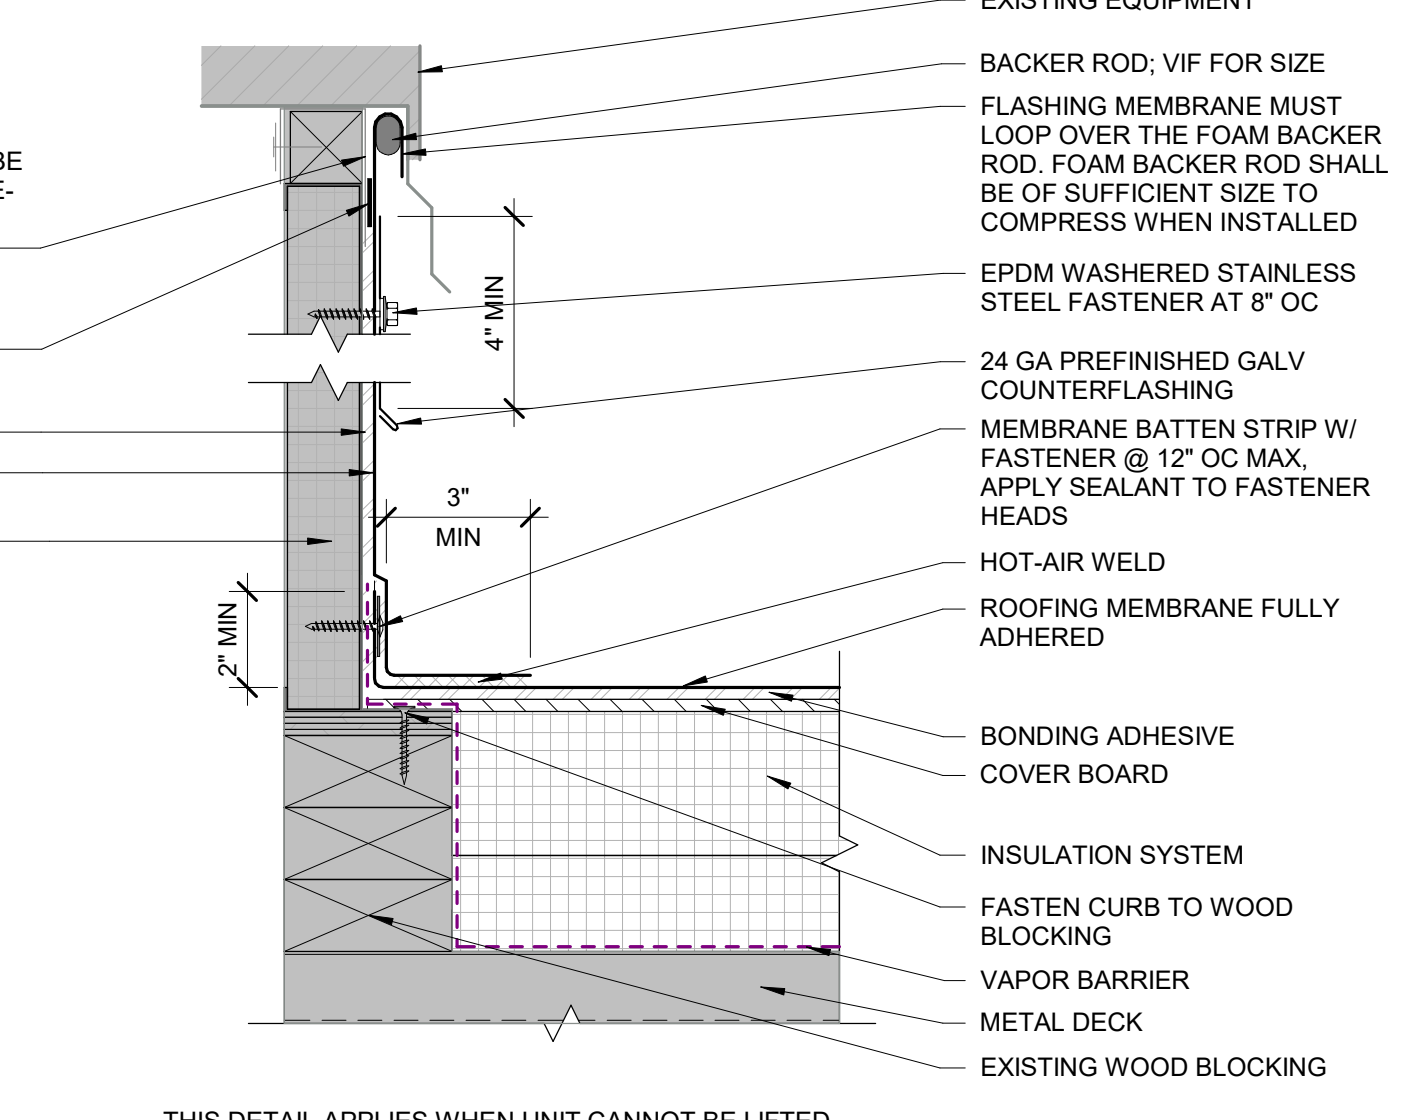 EXISTING EQUIPMENT
BACKER ROD; VIF FOR SIZE
FLASHING MEMBRANE MUST
LOOP OVER THE FOAM BACKER
ROD. FOAM BACKER ROD SHALL
BE OF SUFFICIENT SIZE TO
COMPRESS WHEN INSTALLED
BE
E-
EPDM WASHERED STAINLESS
STEEL FASTENER AT 8" OC
4" MIN
24 GA PREFINISHED GALV
COUNTERFLASHING
MEMBRANE BATTEN STRIP W/
FASTENER @ 12" OC MAX,
APPLY SEALANT TO FASTENER
HEADS
3"
MIN
HOT-AIR WELD
ROOFING MEMBRANE FULLY
ADHERED
2" MIN
BONDING ADHESIVE
COVER BOARD
INSULATION SYSTEM
FASTEN CURB TO WOOD
BLOCKING
VAPOR BARRIER
METAL DECK
EXISTING WOOD BLOCKING
THIS DETAIL APPLIES WHEN UNIT CANNOT BE LIFTED